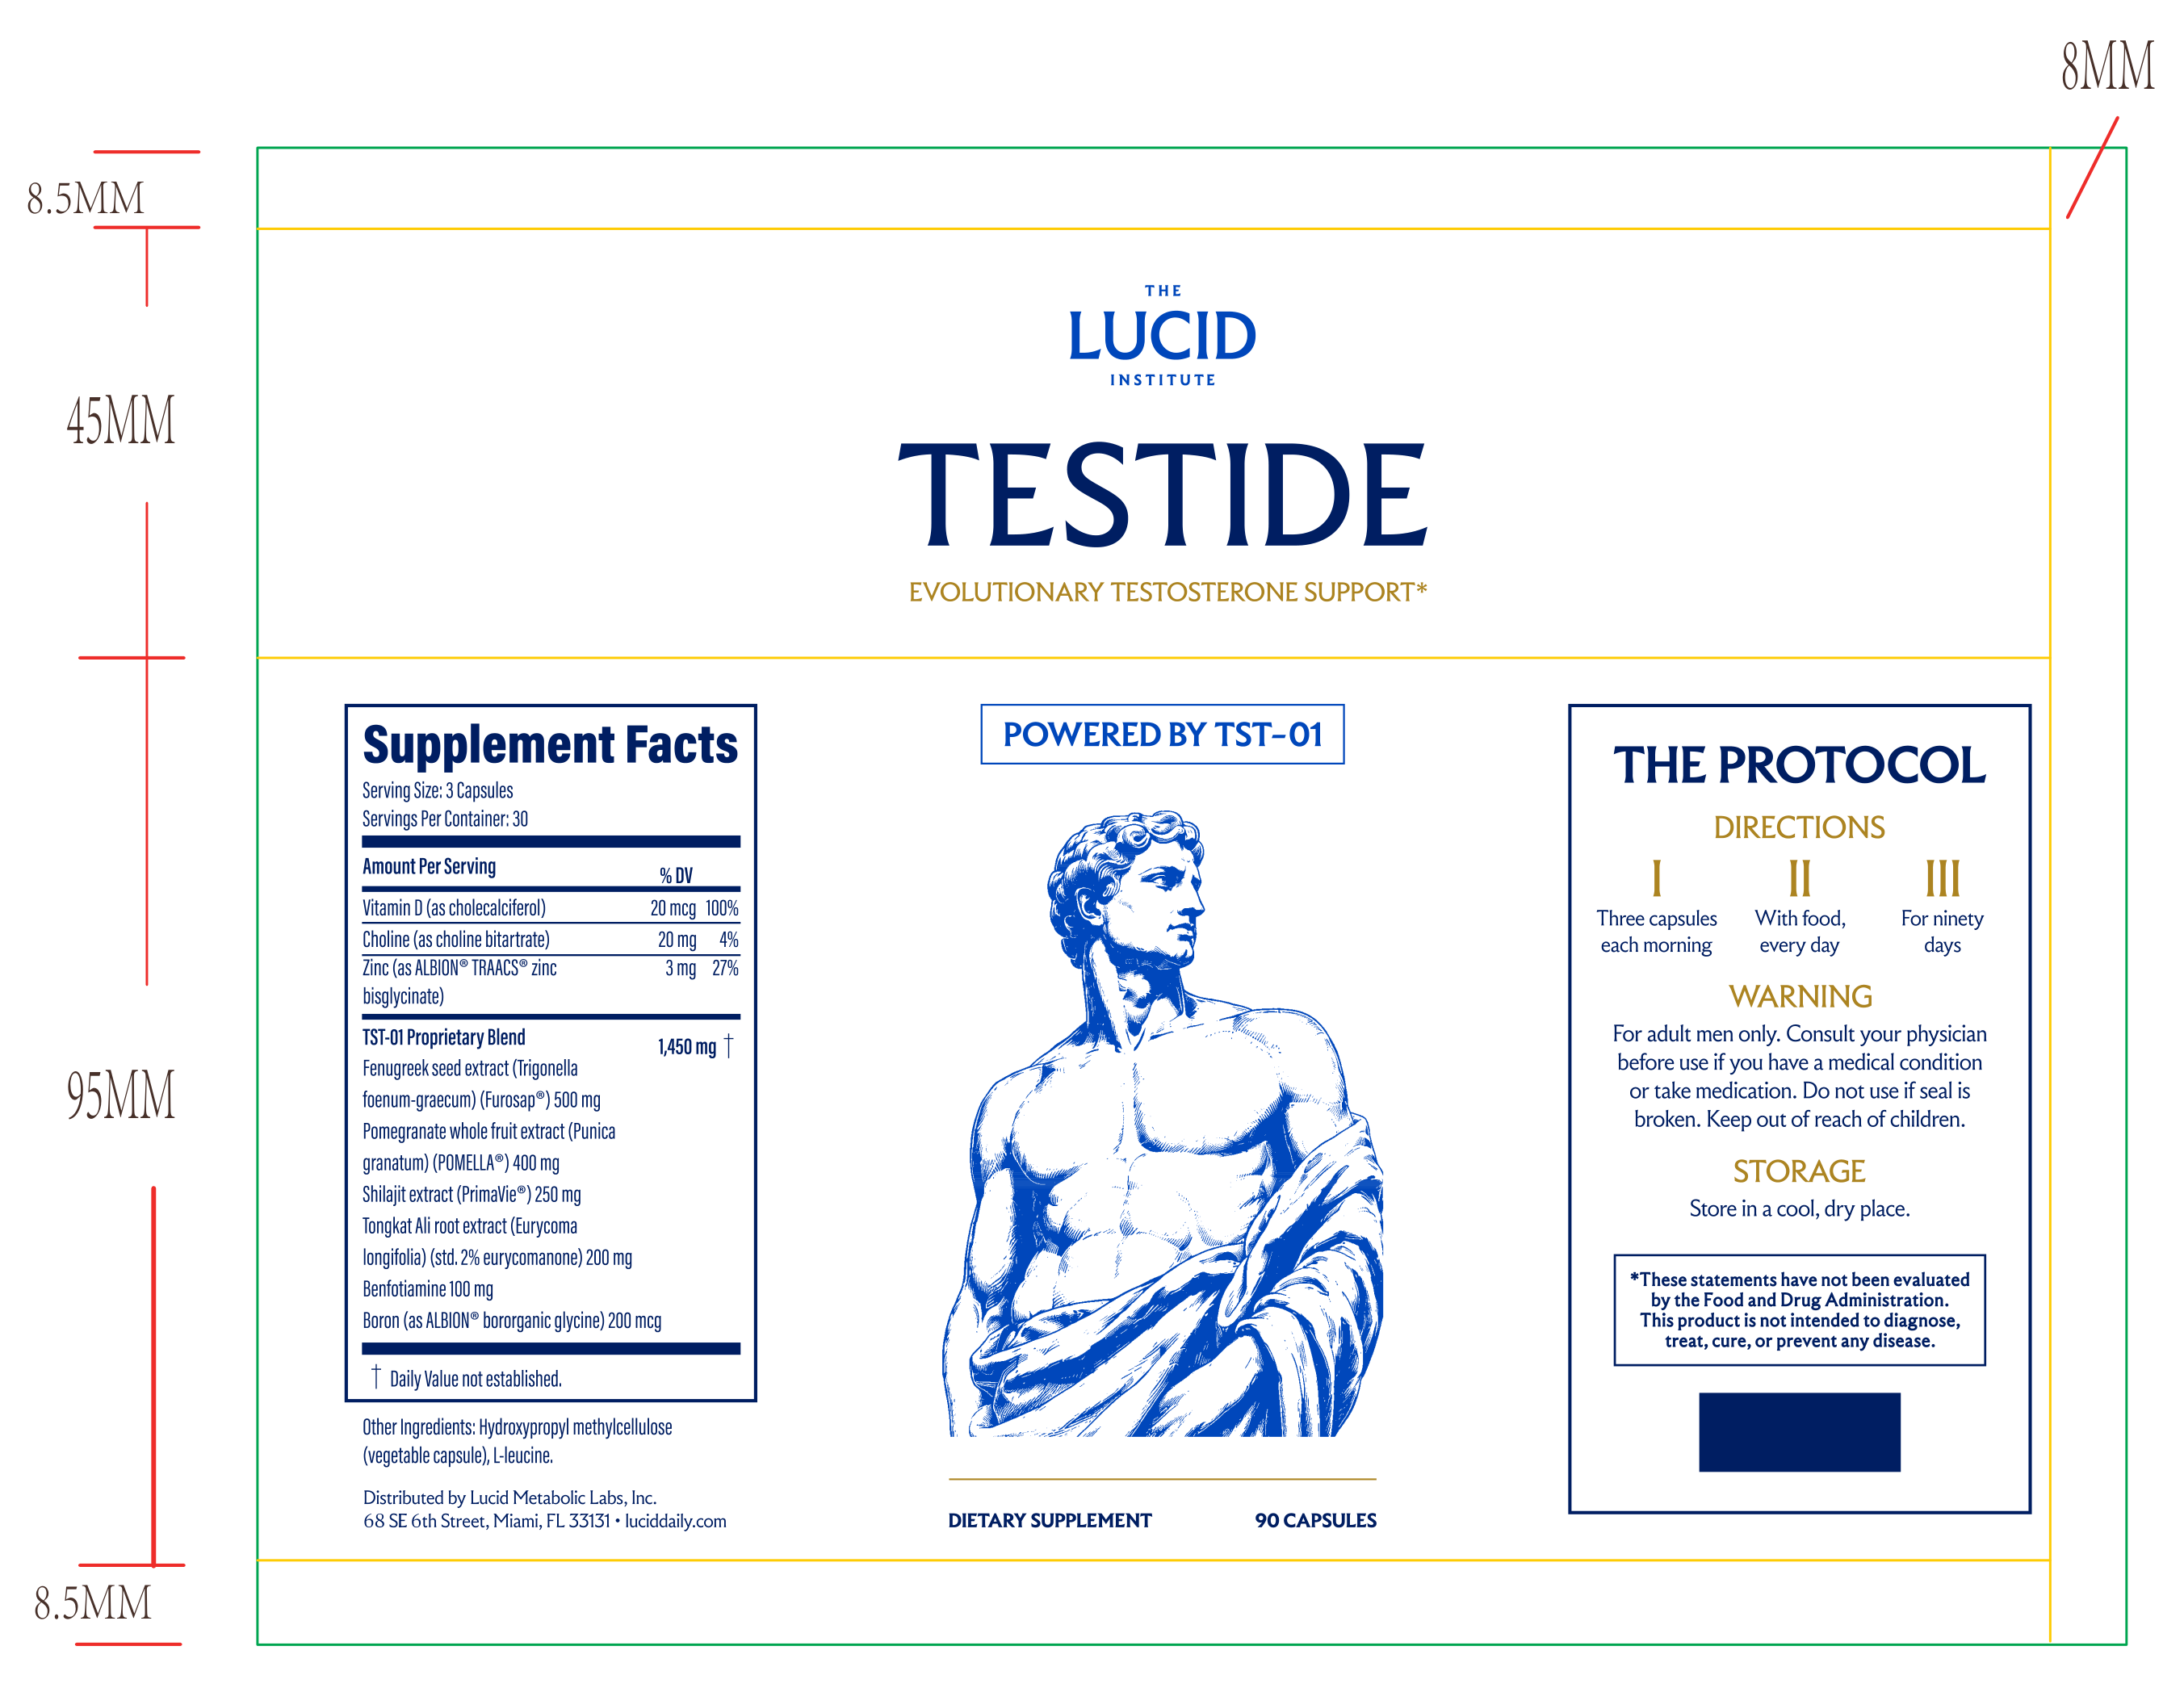 8MM
8.5MM
45MM
95MM
8.5MM
THE
LUCID
INSTITUTE
TESTIDE
EVOLUTIONARY TESTOSTERONE SUPPORT*
Supplement Facts
Serving Size: 3 Capsules
Servings Per Container: 30
Amount Per Serving % DV
Vitamin D (as cholecalciferol) 20 mcg 100%
Choline (as choline bitartrate) 20 mg 4%
Zinc (as ALBION® TRAACS® zinc 3 mg 27%
bisglycinate)
TST-01 Proprietary Blend 1,450 mg †
Fenugreek seed extract (Trigonella
foenum-graecum) (Furosap®) 500 mg
Pomegranate whole fruit extract (Punica
granatum) (POMELLA®) 400 mg
Shilajit extract (PrimaVie®) 250 mg
Tongkat Ali root extract (Eurycoma
longifolia) (std. 2% eurycomanone) 200 mg
Benfotiamine 100 mg
Boron (as ALBION® bororganic glycine) 200 mcg
† Daily Value not established.
Other Ingredients: Hydroxypropyl methylcellulose
(vegetable capsule), L-leucine.
Distributed by Lucid Metabolic Labs, Inc.
68 SE 6th Street, Miami, FL 33131 • luciddaily.com
POWERED BY TST-01
DIETARY SUPPLEMENT 90 CAPSULES
THE PROTOCOL
DIRECTIONS
I II III
Three capsules With food, For ninety
each morning every day days
WARNING
For adult men only. Consult your physician
before use if you have a medical condition
or take medication. Do not use if seal is
broken. Keep out of reach of children.
STORAGE
Store in a cool, dry place.
*These statements have not been evaluated
by the Food and Drug Administration.
This product is not intended to diagnose,
treat, cure, or prevent any disease.